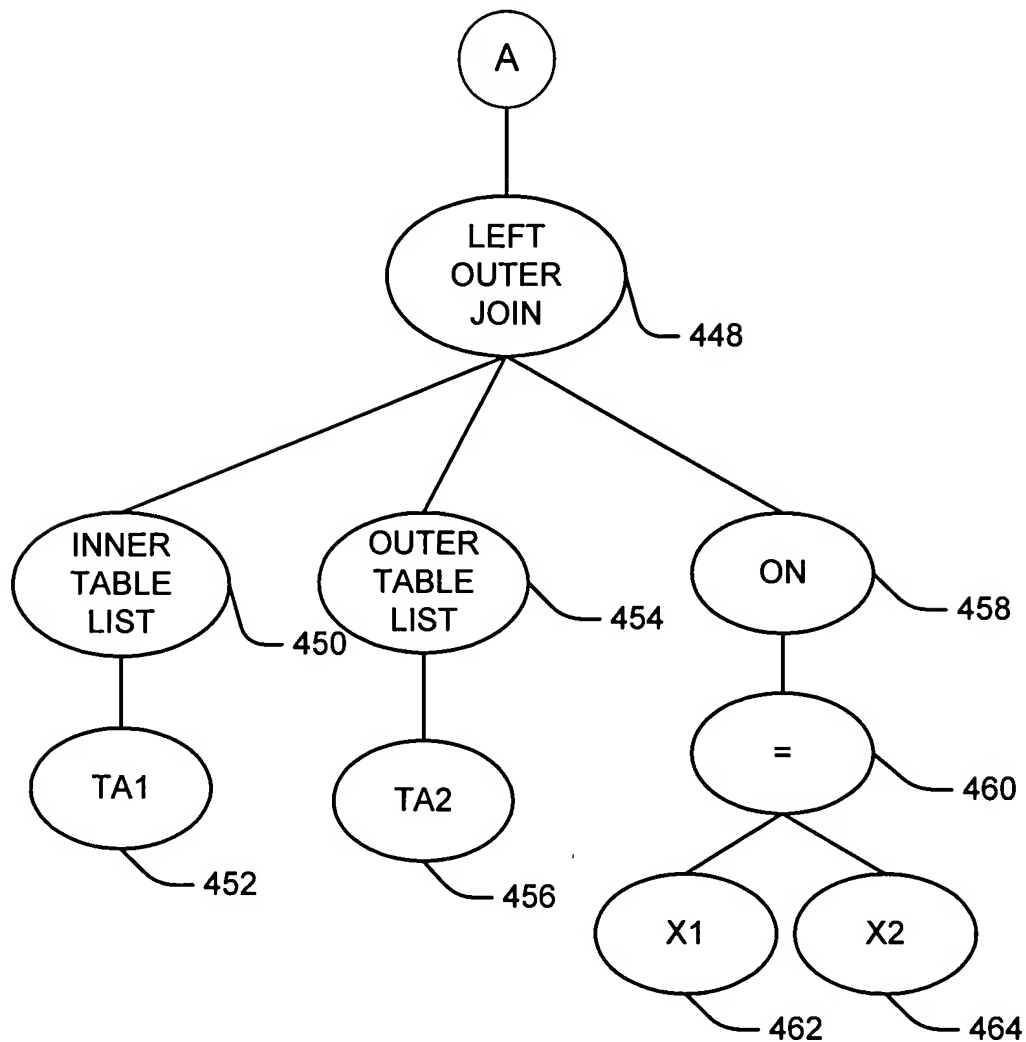 A
LEFT
OUTER
JOIN
448
INNER
TABLE
LIST
450
OUTER
TABLE
LIST
454
ON
458
TA1
452
TA2
456
=
460
X1
462
X2
464